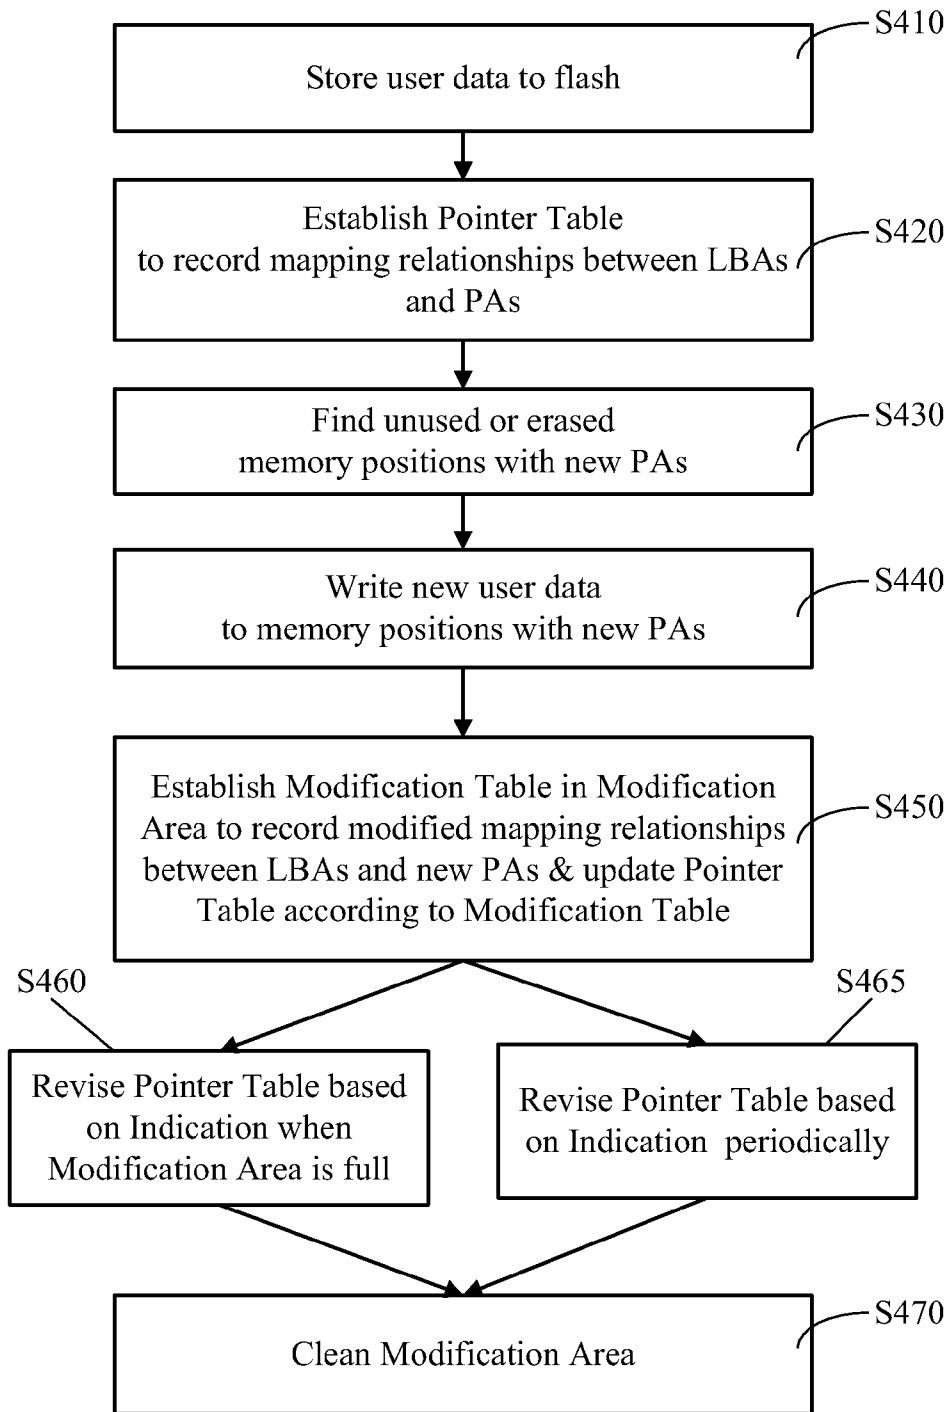 S410
Store user data to flash
Establish Pointer Table
to record mapping relationships between LBAs
and PAs
S420
Find unused or erased
memory positions with new PAs
S430
Write new user data
to memory positions with new PAs
S440
Establish Modification Table in Modification
Area to record modified mapping relationships
between LBAs and new PAs & update Pointer
Table according to Modification Table
S450
S460
Revise Pointer Table based
on Indication when
Modification Area is full
S465
Revise Pointer Table based
on Indication periodically
S470
Clean Modification Area